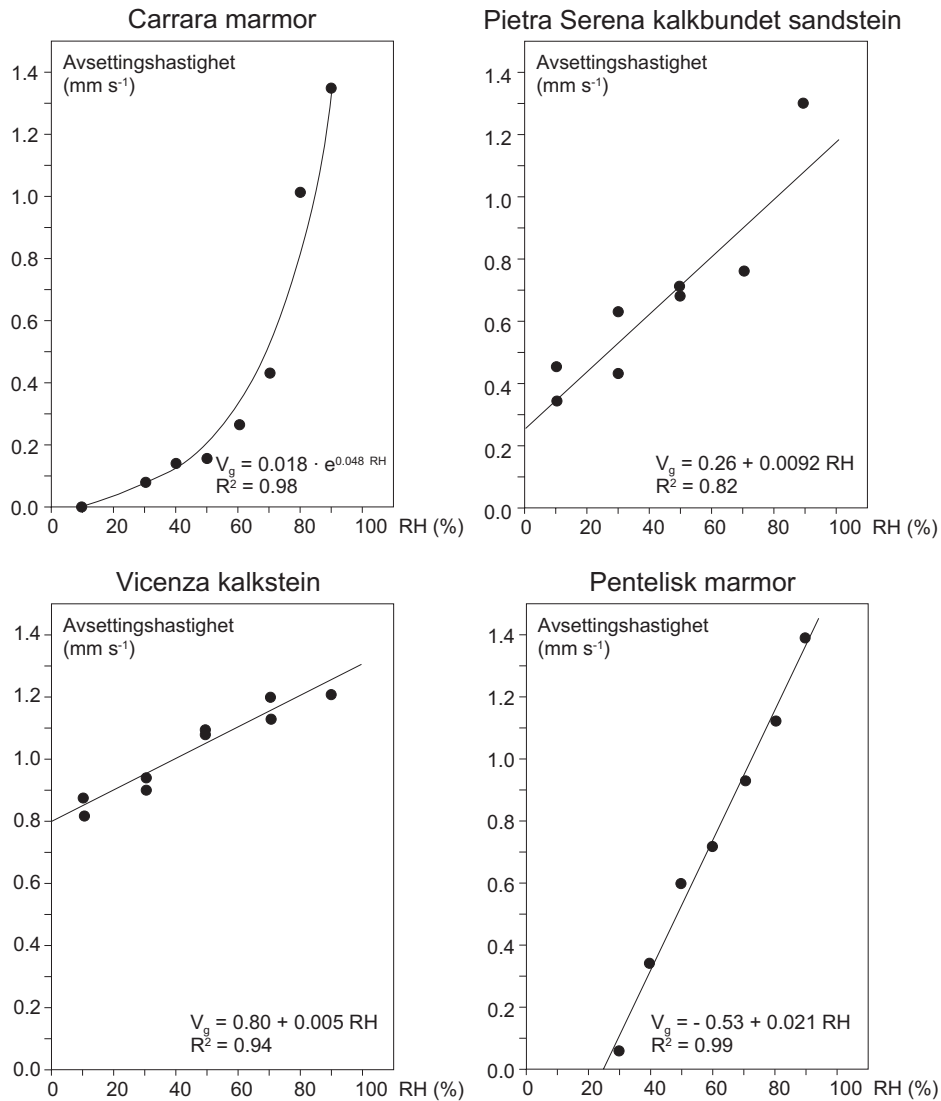 Carrara marmor
Avsettingshastighet
(mm s⁻¹)
1.4
1.2
1.0
0.8
0.6
0.4
0.2
0.0
V_g = 0.018 · e^0.048 RH
R² = 0.98
0 20 40 60 80 100 RH (%)
Pietra Serena kalkbundet sandstein
Avsettingshastighet
(mm s⁻¹)
1.4
1.2
1.0
0.8
0.6
0.4
0.2
0.0
V_g = 0.26 + 0.0092 RH
R² = 0.82
0 20 40 60 80 100 RH (%)
Vicenza kalkstein
Avsettingshastighet
(mm s⁻¹)
1.4
1.2
1.0
0.8
0.6
0.4
0.2
0.0
V_g = 0.80 + 0.005 RH
R² = 0.94
0 20 40 60 80 100 RH (%)
Pentelisk marmor
Avsettingshastighet
(mm s⁻¹)
1.4
1.2
1.0
0.8
0.6
0.4
0.2
0.0
V_g = - 0.53 + 0.021 RH
R² = 0.99
0 20 40 60 80 100 RH (%)